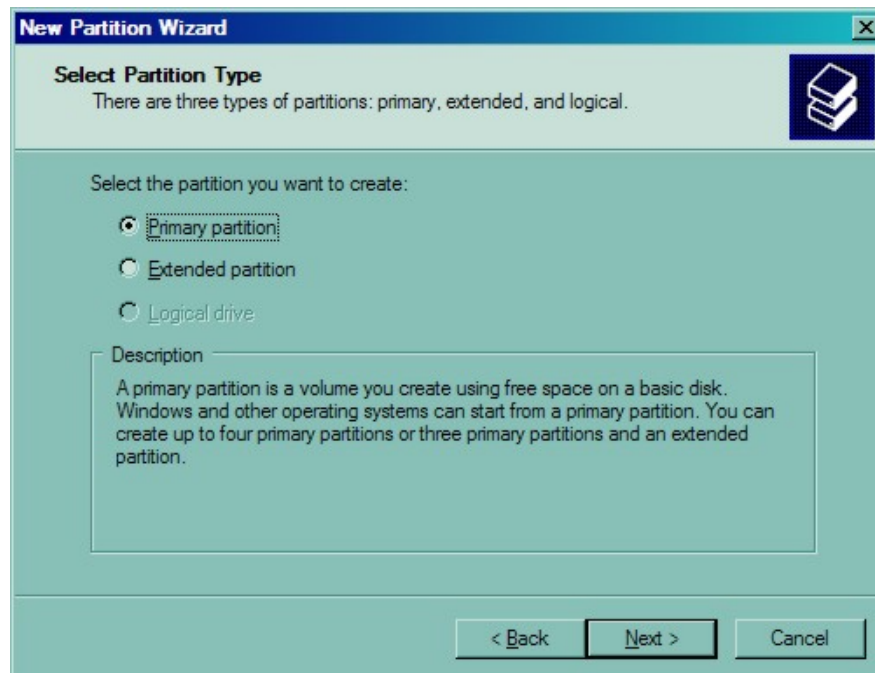 New Partition Wizard
Select Partition Type
There are three types of partitions: primary, extended, and logical.
Select the partition you want to create:
Primary partition
Extended partition
Logical drive
Description
A primary partition is a volume you create using free space on a basic disk.
Windows and other operating systems can start from a primary partition. You can
create up to four primary partitions or three primary partitions and an extended
partition.
< Back Next > Cancel